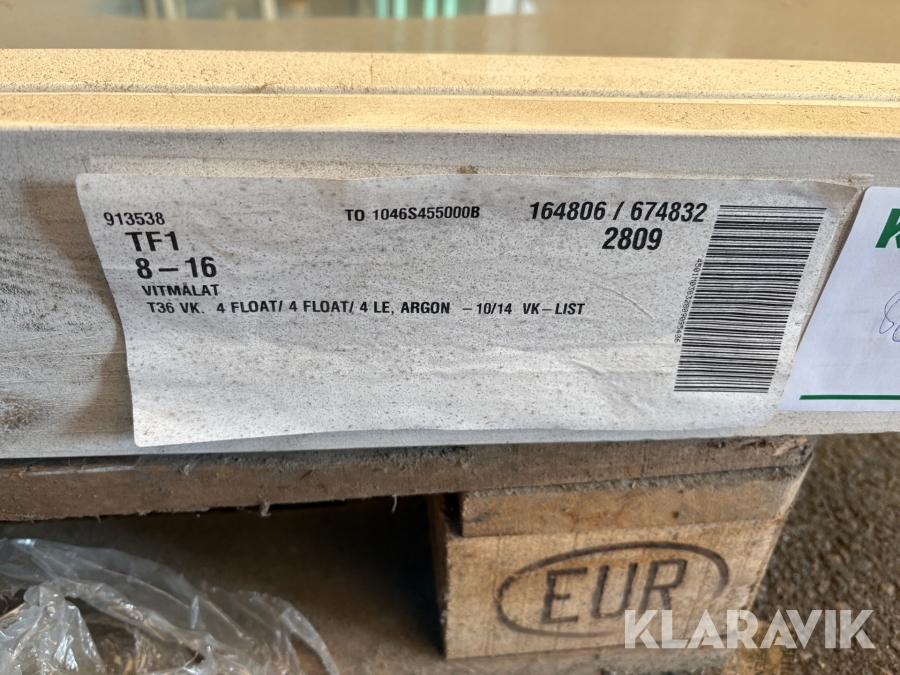 913538
TO 1046S455000B
164806 / 674832
TF1
2809
8-16
VITMÅLAT
T36 VK. 4 FLOAT/ 4 FLOAT/ 4 LE, ARGON -10/14 VK-LIST
K
EUR
KLARAVIK